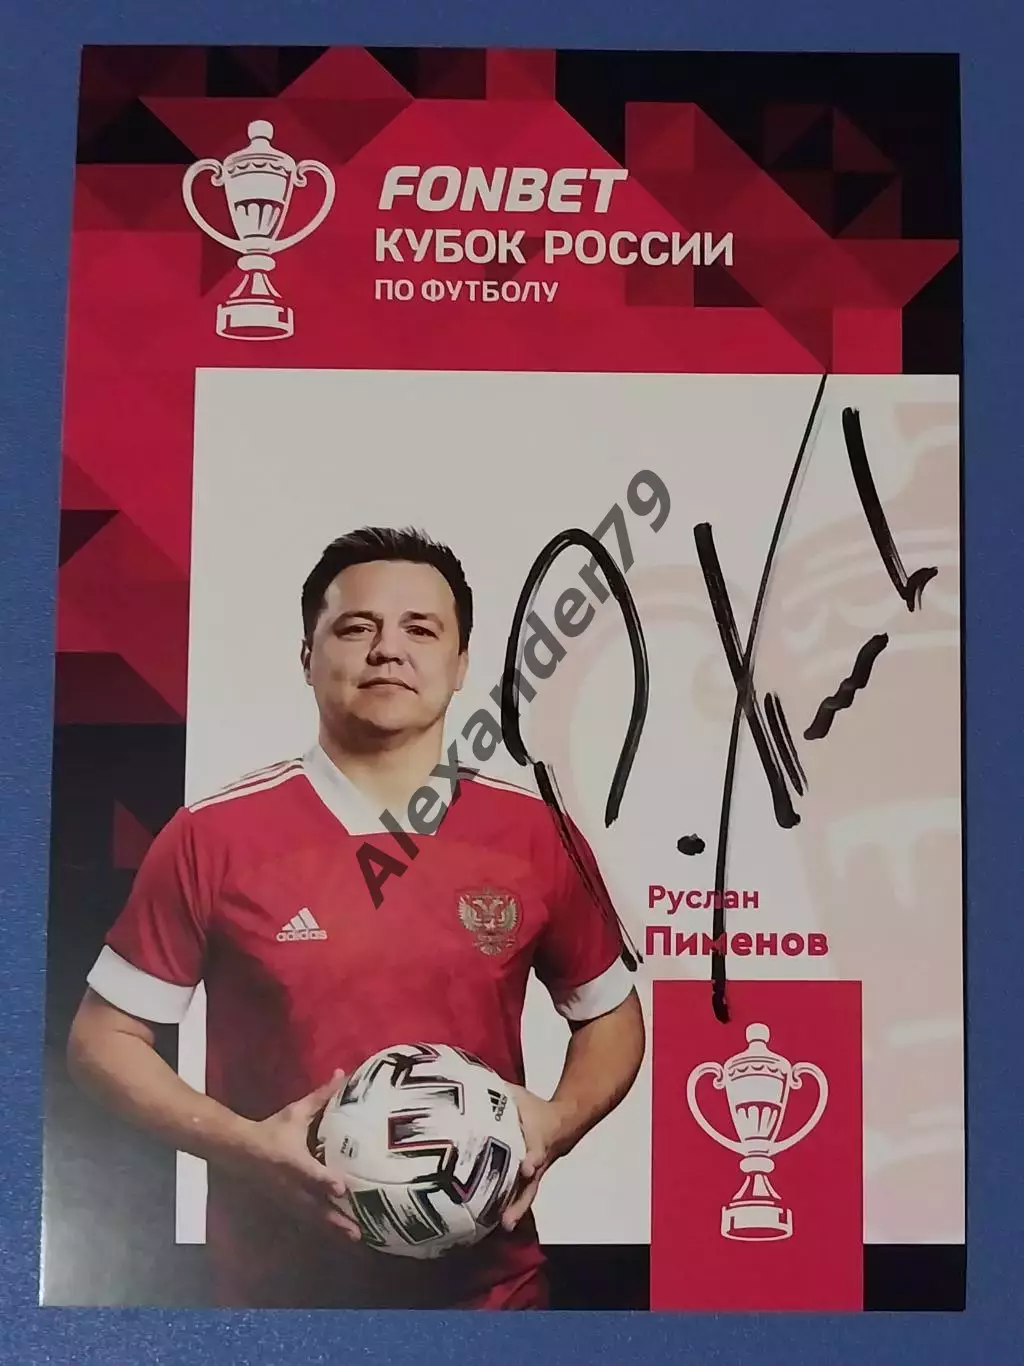 FONBET
КУБОК РОССИИ
ПО ФУТБОЛУ
Alexander79
Руслан
Пименов
adidas